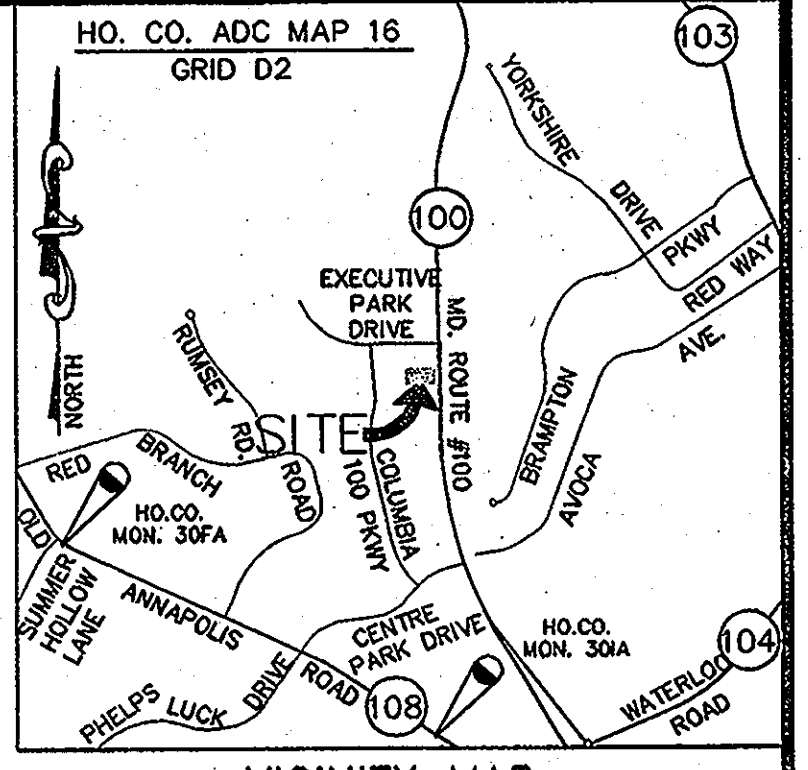 HO. CO. ADC MAP 16
GRID D2
103
YORKSHIRE
DRIVE
PKWY
RED WAY
100
EXECUTIVE
PARK
DRIVE
MD. ROUTE #100
AVE.
NORTH
RUMSEY
RD.
ROAD
SITE
BRAMPTON
AVOCA
RED
BRANCH
COLUMBIA
100 PKWY
OLD
HO.CO.
MON. 30FA
SUMMER
HOLLOW
LANE
ANNAPOLIS
ROAD
CENTRE
PARK DRIVE
HO.CO.
MON. 30IA
104
WATERLOO
ROAD
PHELPS
LUCK
DRIVE
108